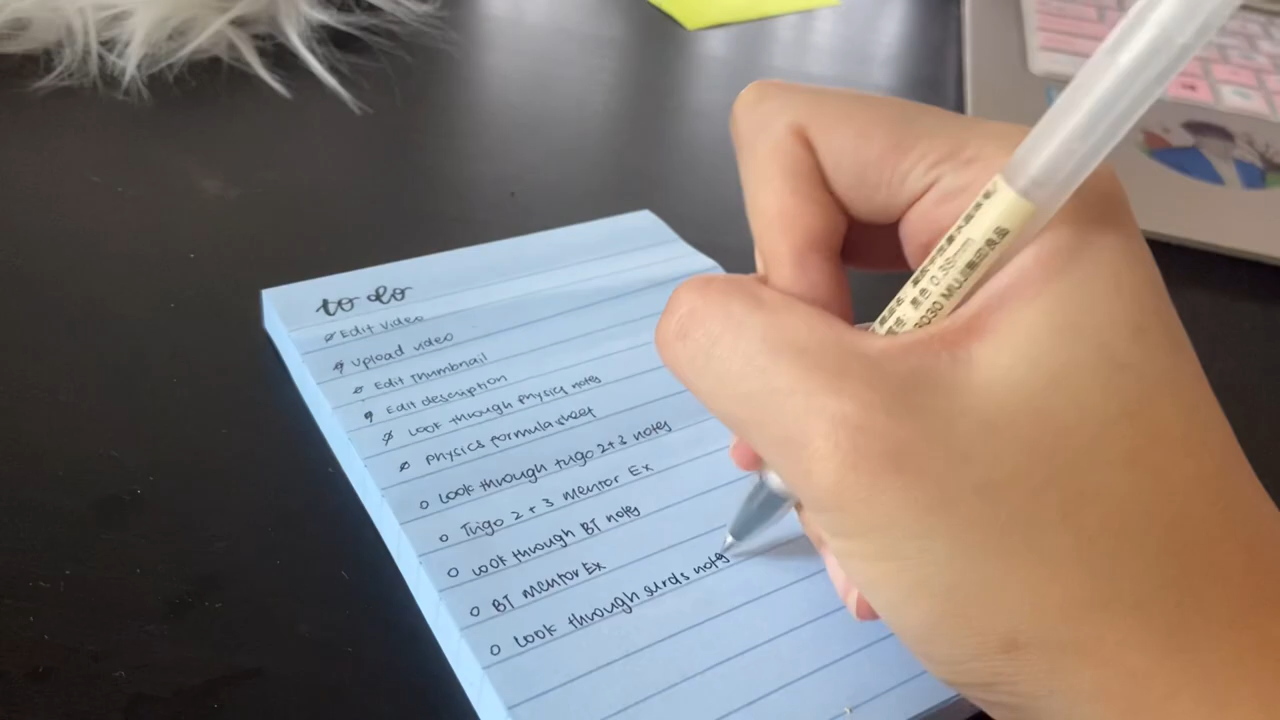 to do
Edit Video
Upload video
Edit Thumbnail
Edit description
Look through physics notes
Physics formula sheet
Look through trigo 2+3 notes
Trigo 2+3 mentor Ex
Look through BT notes
BT mentor Ex
Look through surds notes